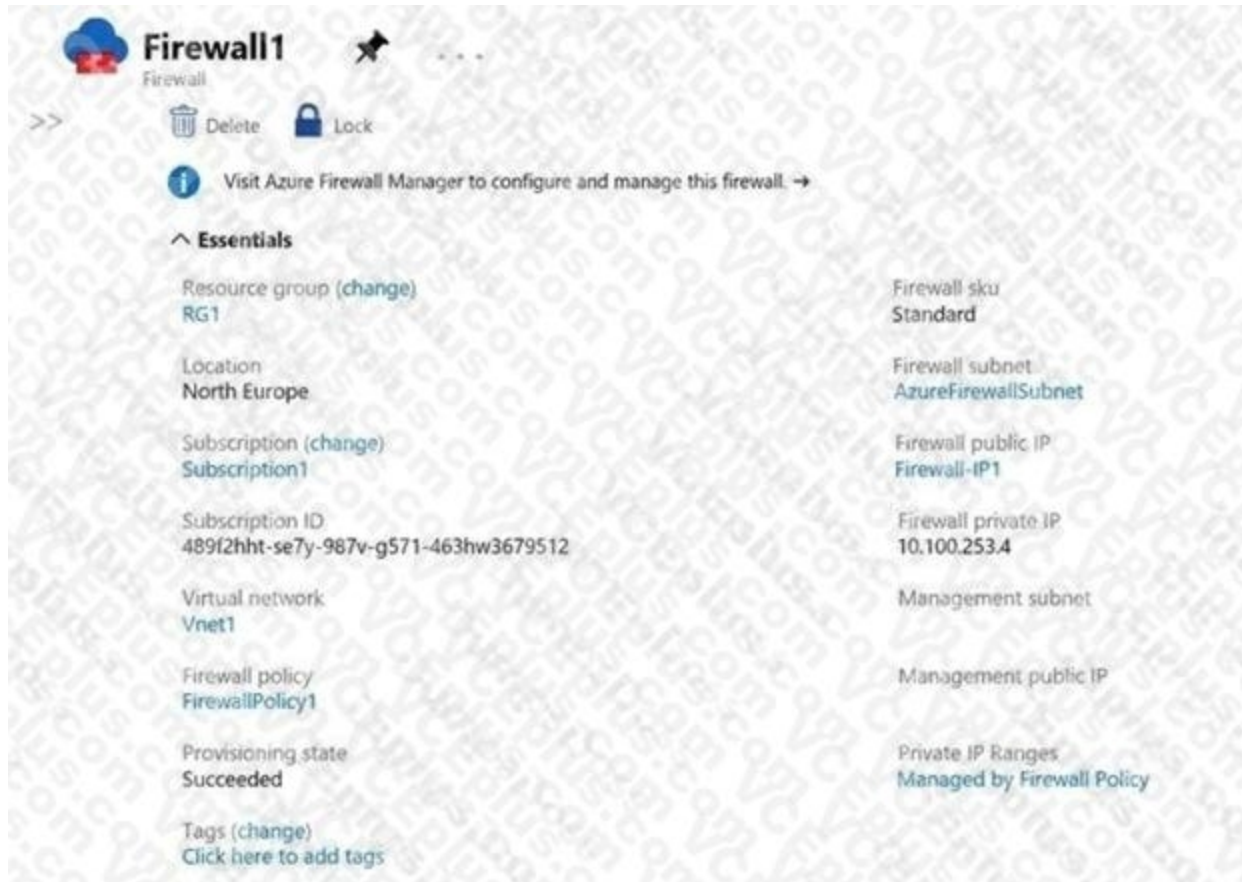 Firewall1
Firewall
>>
Delete Lock
Visit Azure Firewall Manager to configure and manage this firewall. →
Essentials
Resource group (change)
RG1
Location
North Europe
Subscription (change)
Subscription1
Subscription ID
489f2hht-se7y-987v-g571-463hw3679512
Virtual network
Vnet1
Firewall policy
FirewallPolicy1
Provisioning state
Succeeded
Tags (change)
Click here to add tags
Firewall sku
Standard
Firewall subnet
AzureFirewallSubnet
Firewall public IP
Firewall-IP1
Firewall private IP
10.100.253.4
Management subnet
Management public IP
Private IP Ranges
Managed by Firewall Policy